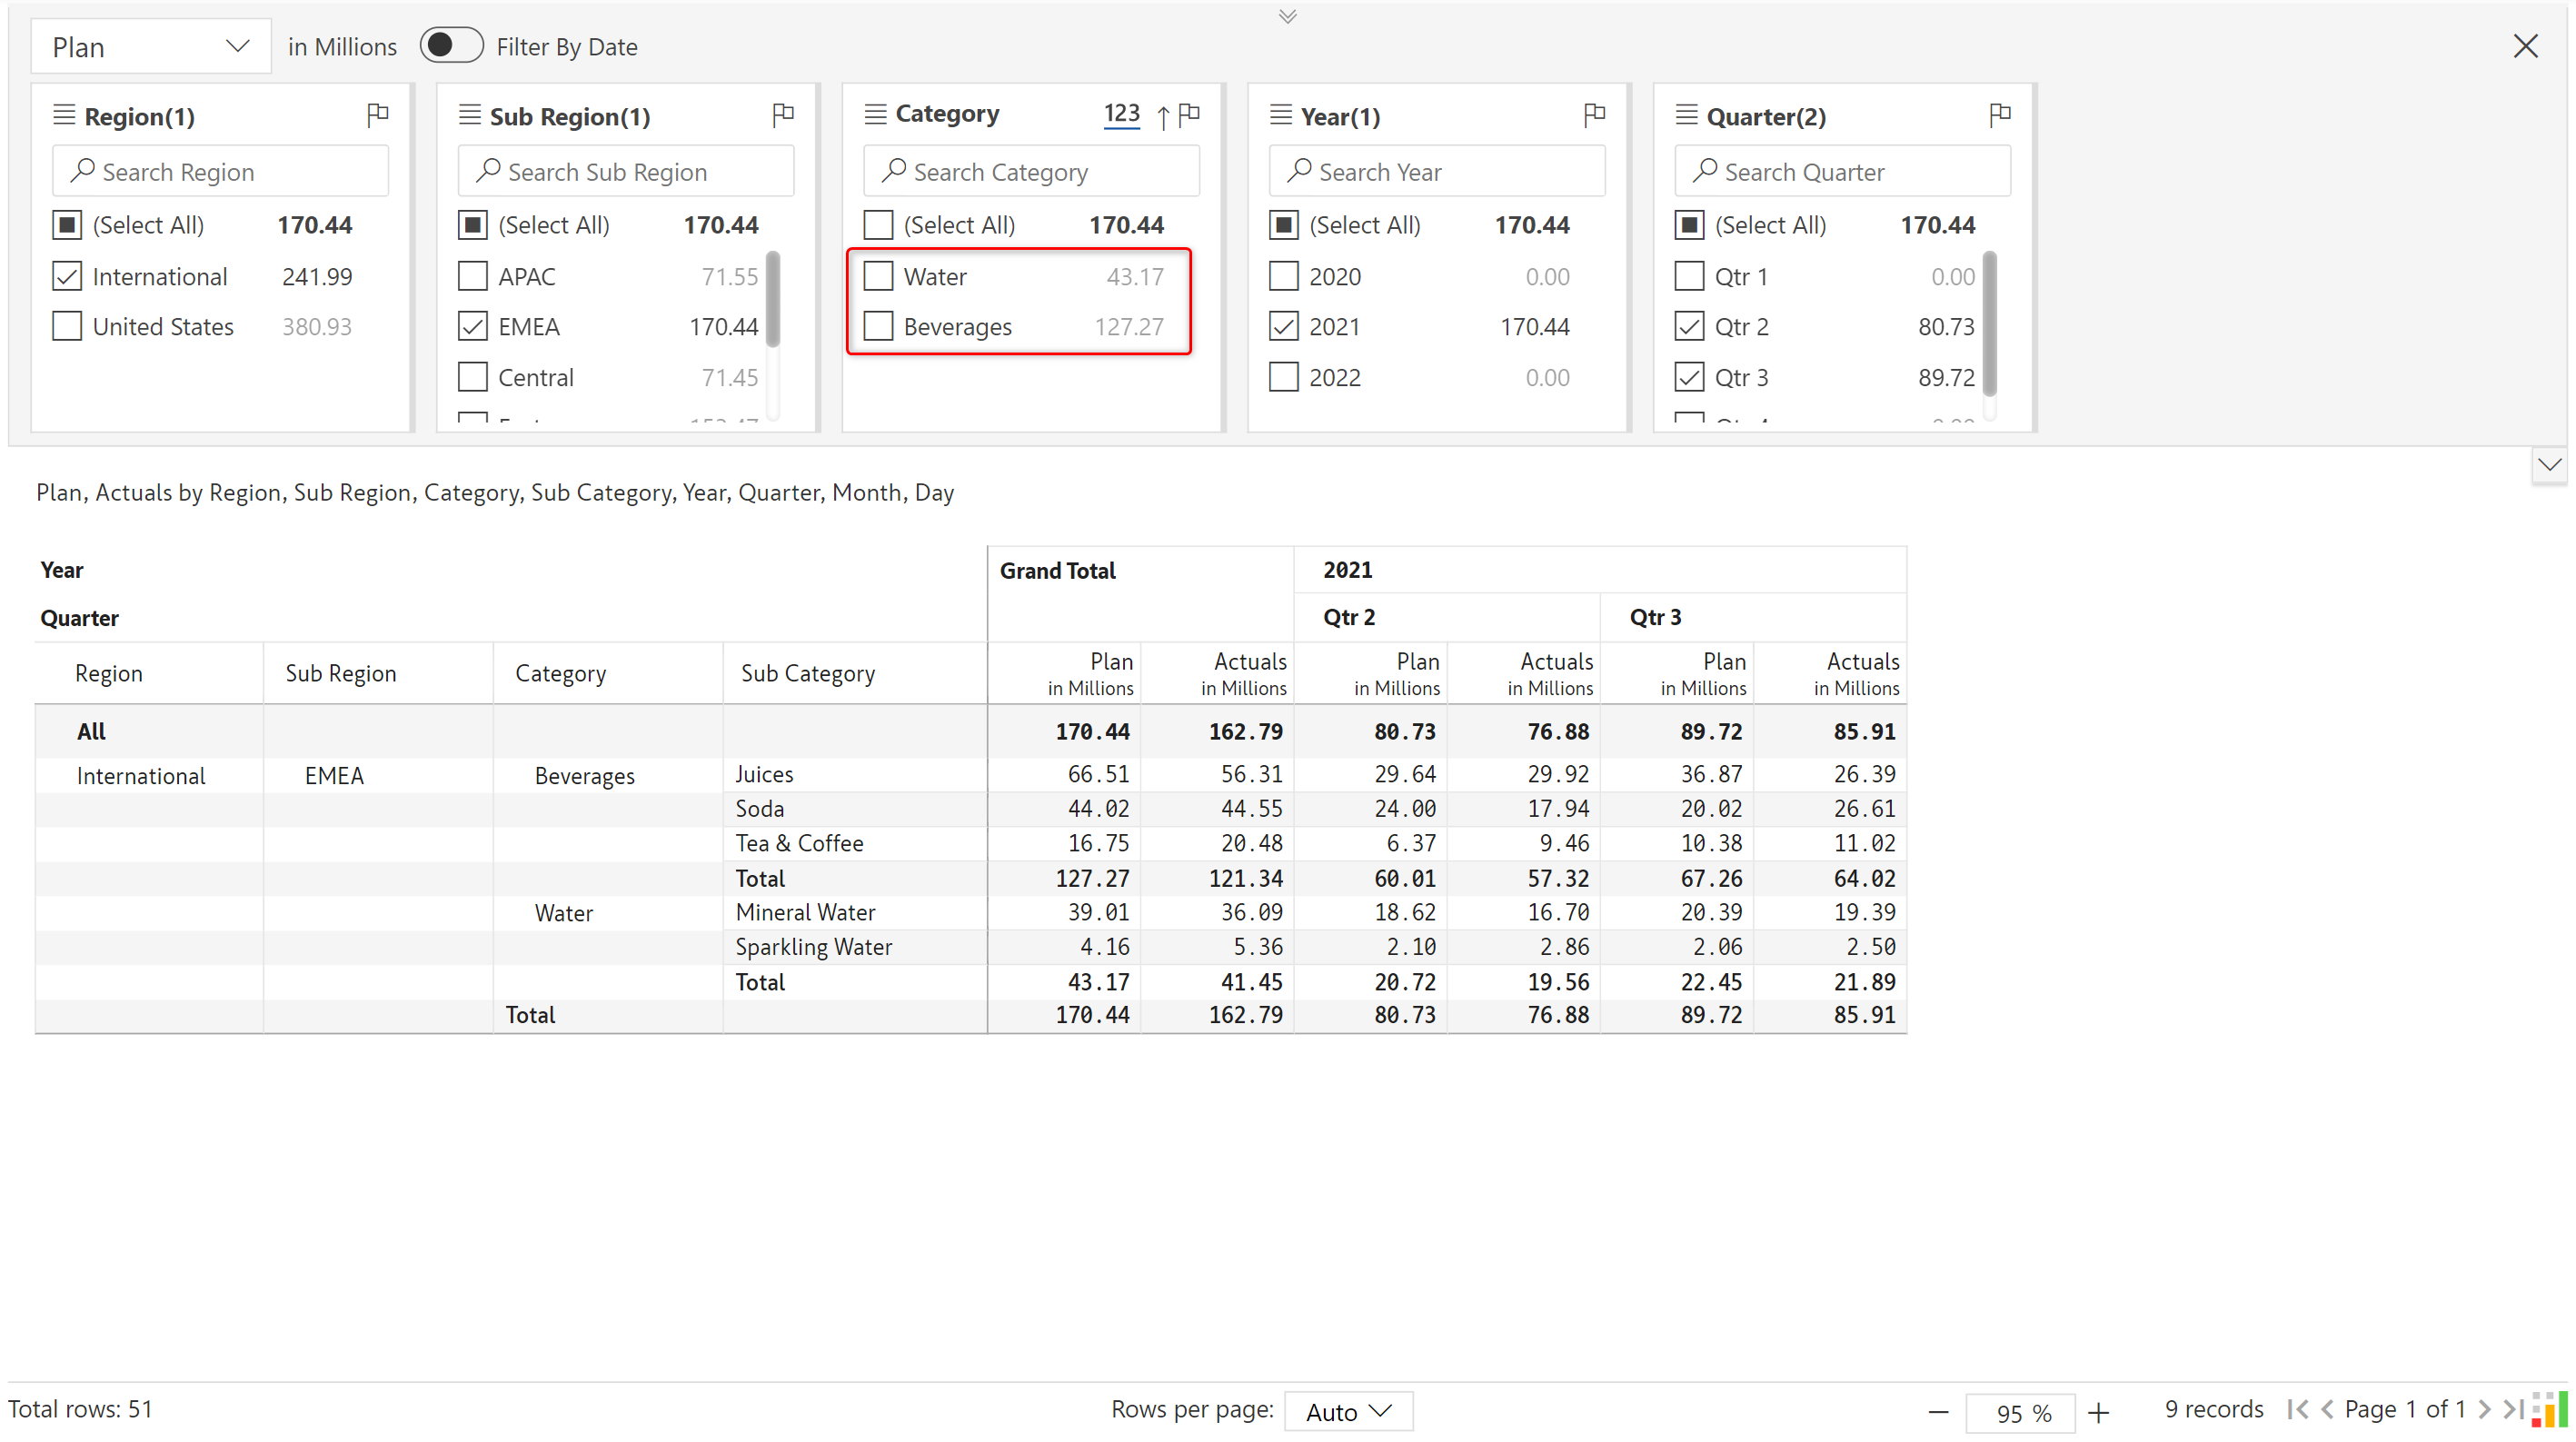 Plan in Millions Filter By Date
Region(1) Sub Region(1) Category 123 Year(1) Quarter(2)
Search Region Search Sub Region Search Category Search Year Search Quarter
(Select All) 170.44 (Select All) 170.44 (Select All) 170.44 (Select All) 170.44 (Select All) 170.44
International 241.99 APAC 71.55 Water 43.17 2020 0.00 Qtr 1 0.00
United States 380.93 EMEA 170.44 Beverages 127.27 2021 170.44 Qtr 2 80.73
Central 71.45 2022 0.00 Qtr 3 89.72
Plan, Actuals by Region, Sub Region, Category, Sub Category, Year, Quarter, Month, Day
Year Grand Total 2021
Quarter Qtr 2 Qtr 3
Region Sub Region Category Sub Category Plan Actuals Plan Actuals Plan Actuals
in Millions in Millions in Millions in Millions in Millions in Millions
All 170.44 162.79 80.73 76.88 89.72 85.91
International EMEA Beverages Juices 66.51 56.31 29.64 29.92 36.87 26.39
Soda 44.02 44.55 24.00 17.94 20.02 26.61
Tea & Coffee 16.75 20.48 6.37 9.46 10.38 11.02
Total 127.27 121.34 60.01 57.32 67.26 64.02
Water Mineral Water 39.01 36.09 18.62 16.70 20.39 19.39
Sparkling Water 4.16 5.36 2.10 2.86 2.06 2.50
Total 43.17 41.45 20.72 19.56 22.45 21.89
Total 170.44 162.79 80.73 76.88 89.72 85.91
Total rows: 51 Rows per page: Auto 95 % 9 records Page 1 of 1